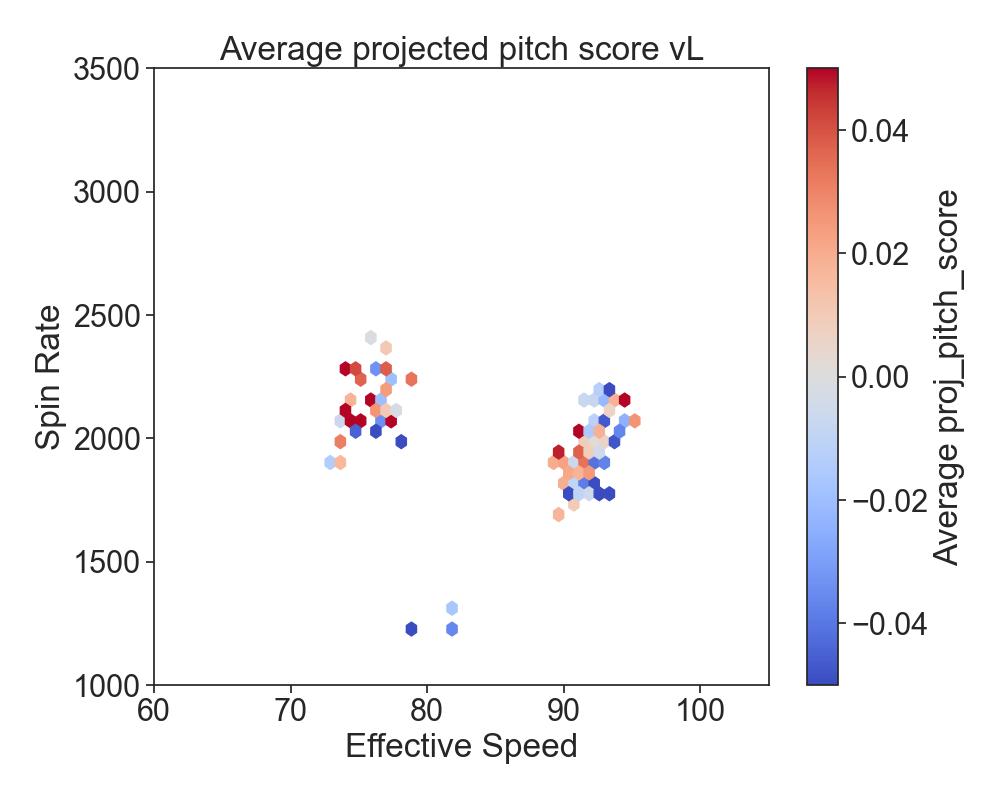 Average projected pitch score vL
3500
3000
2500
2000
1500
1000
Spin Rate
60 70 80 90 100
Effective Speed
0.04
0.02
0.00
−0.02
−0.04
Average proj_pitch_score